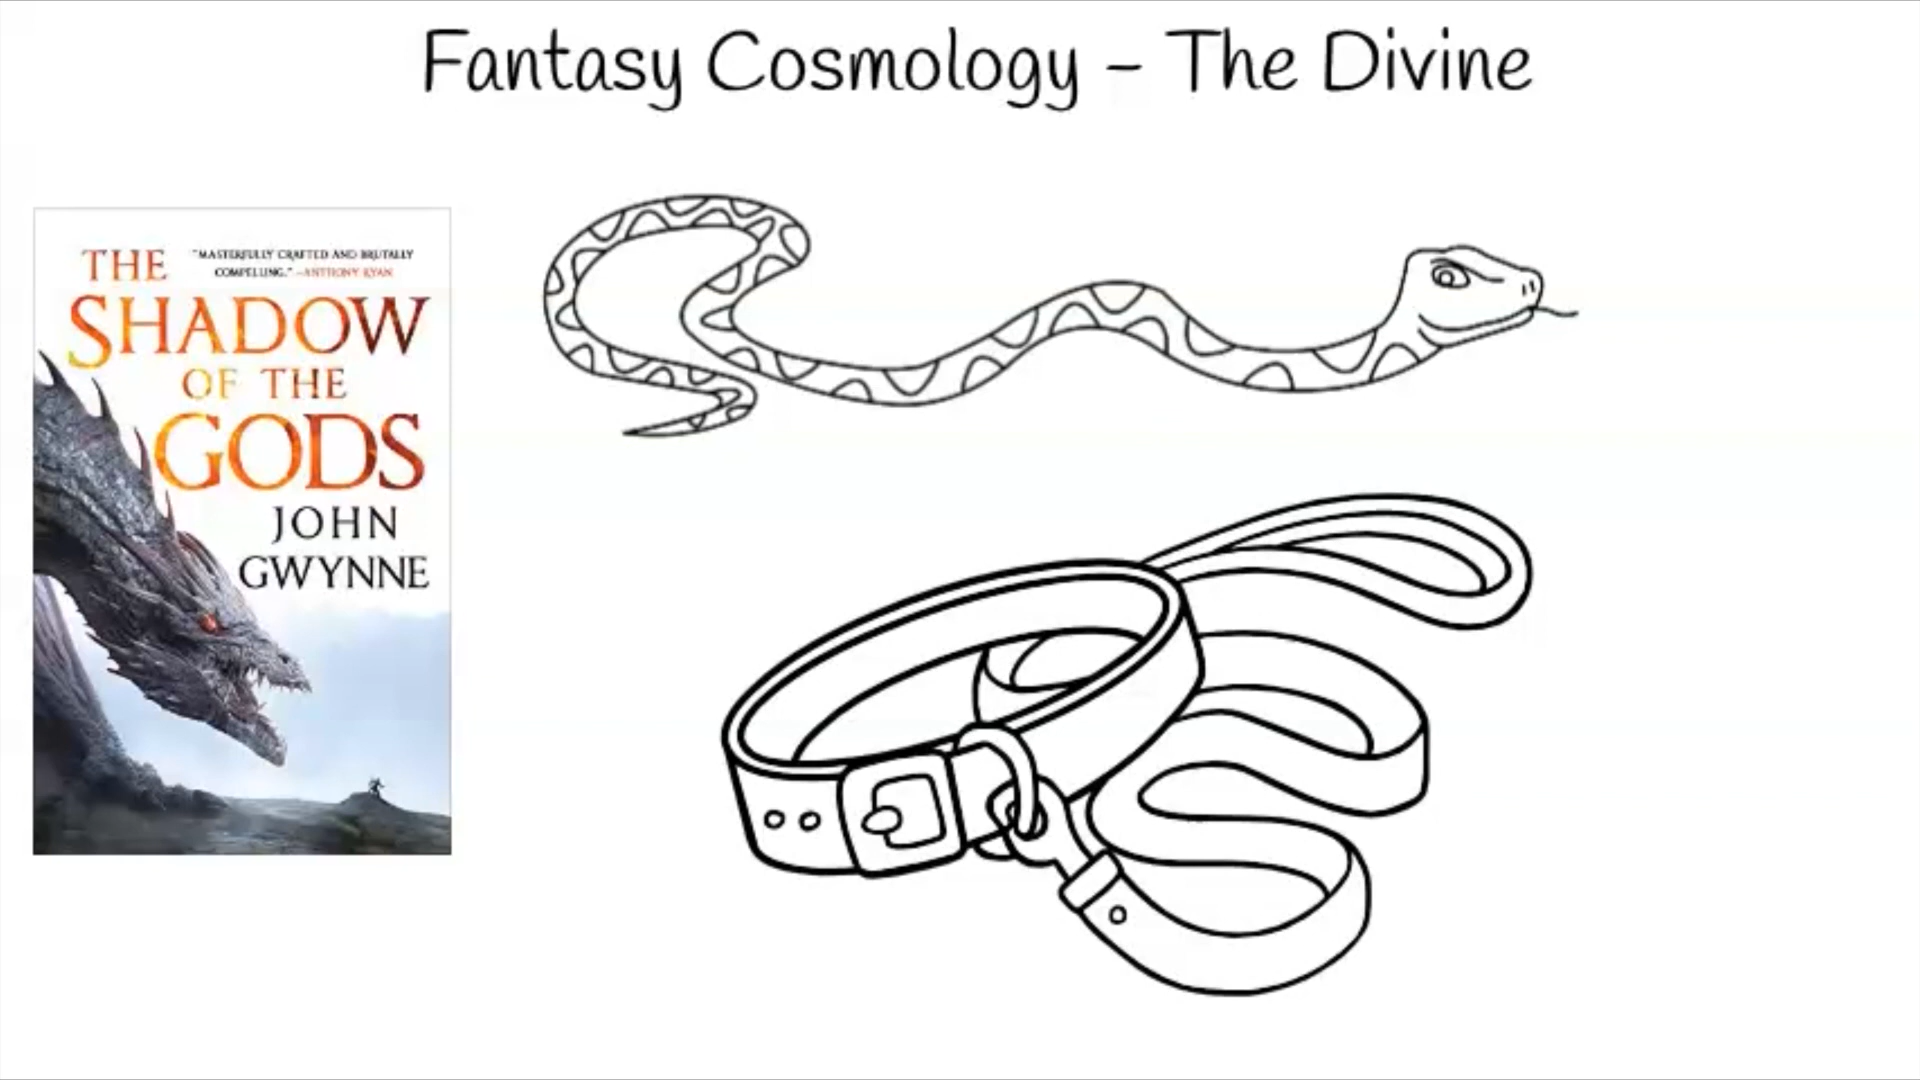 Fantasy Cosmology - The Divine
THE
"MASTERFULLY CRAFTED AND BRUTALLY
COMPELLING." -ANTHONY RYAN
SHADOW
OF THE
GODS
JOHN
GWYNNE